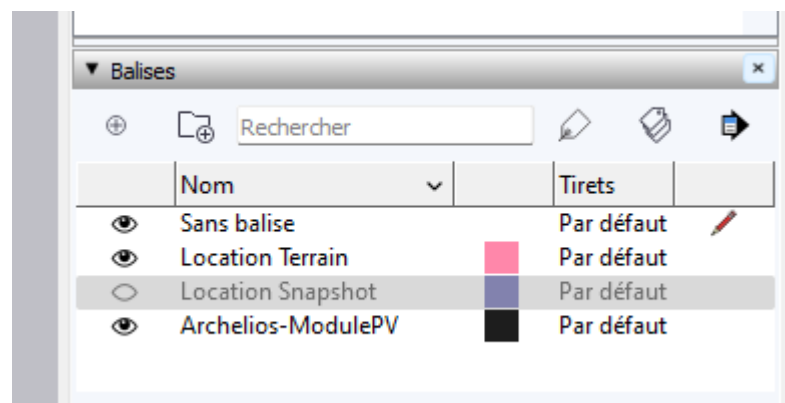 Balises
Rechercher
Nom Tirets
Sans balise Par défaut
Location Terrain Par défaut
Location Snapshot Par défaut
Archelios-ModulePV Par défaut